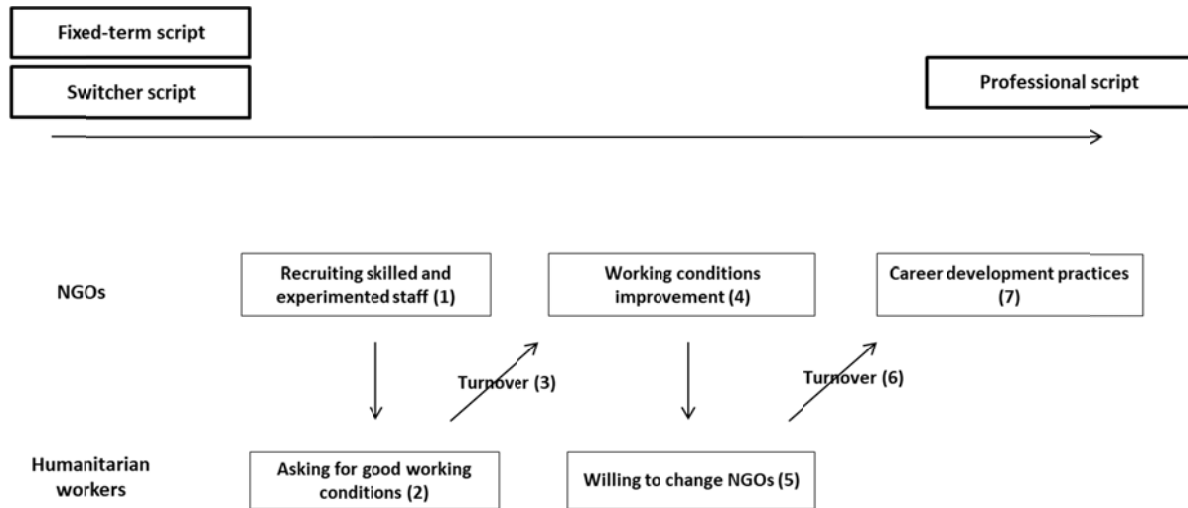 Fixed-term script
Switcher script
Professional script
NGOs
Recruiting skilled and
experimented staff (1)
Working conditions
improvement (4)
Career development practices
(7)
Turnover (3)
Turnover (6)
Humanitarian
workers
Asking for good working
conditions (2)
Willing to change NGOs (5)